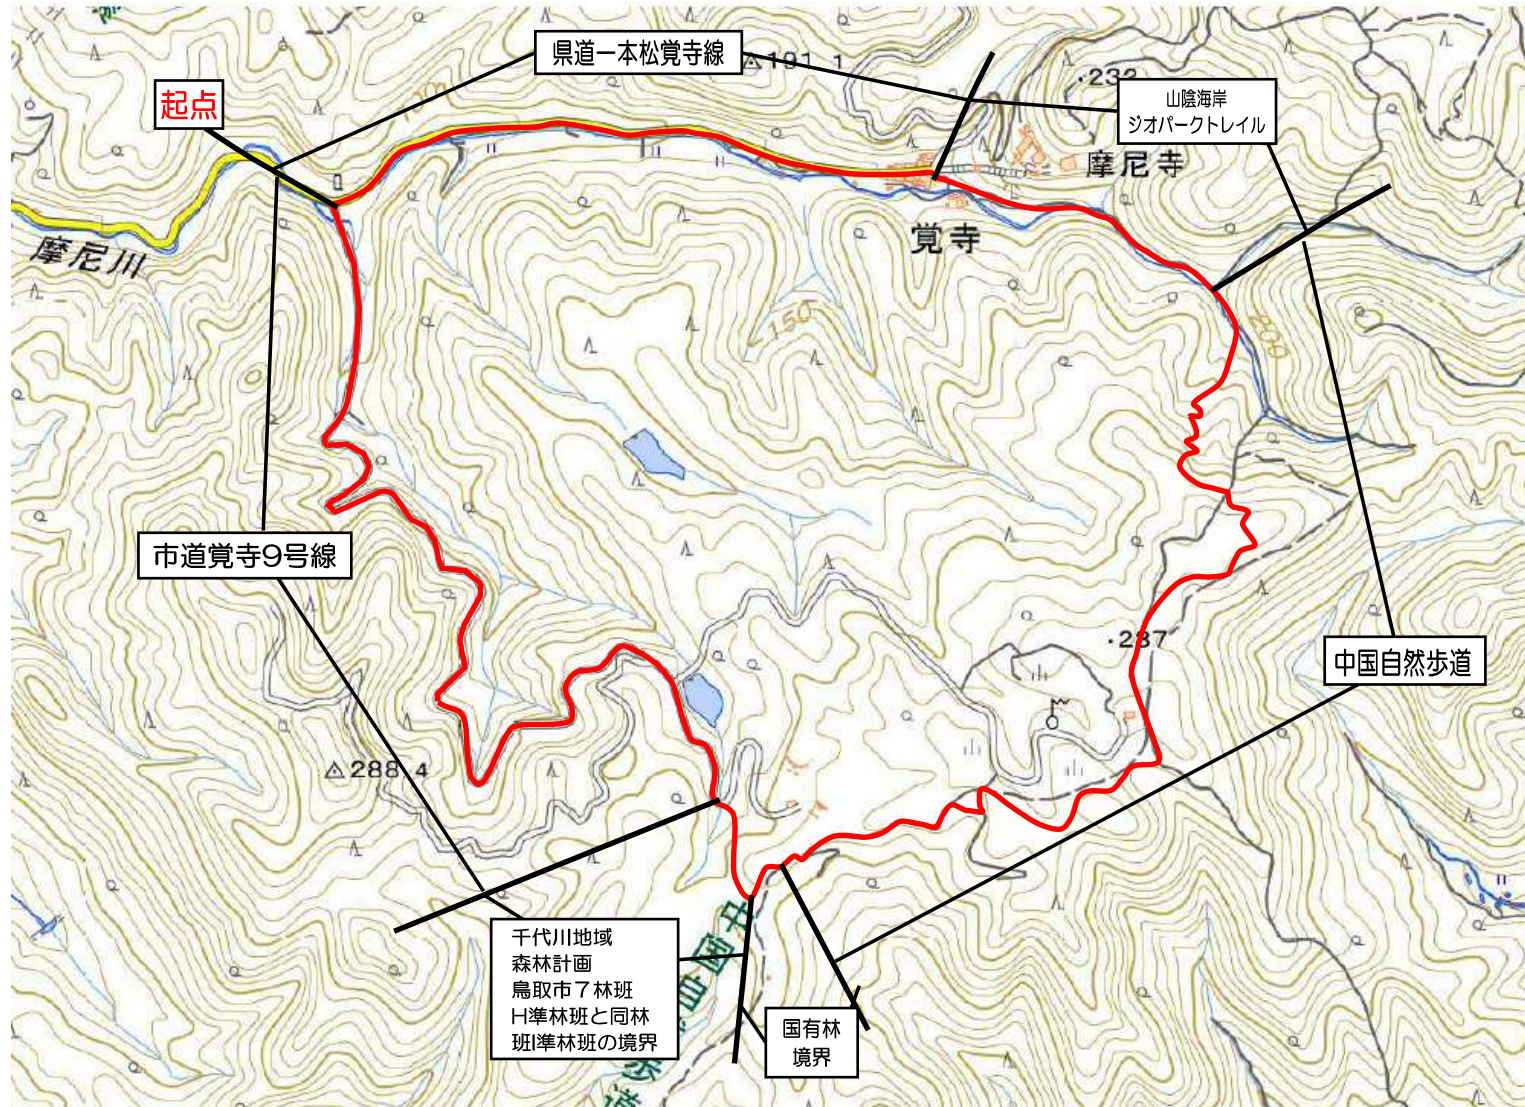 県道一本松覚寺線
191.1
・232
起点
山陰海岸
ジオパークトレイル
摩尼寺
覚寺
摩尼川
150
200
市道覚寺9号線
・287
中国自然歩道
288.4
千代川地域
森林計画
鳥取市7林班
H準林班と同林
班I準林班の境界
国有林
境界